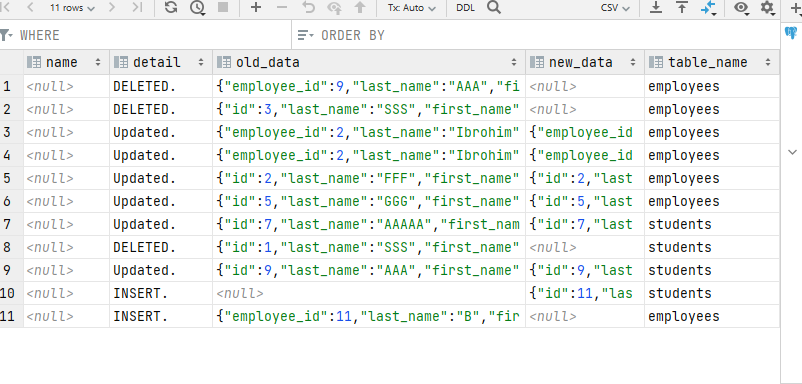 11 rows Tx: Auto DDL CSV
WHERE ORDER BY
name detail old_data new_data table_name
1 <null> DELETED. {"employee_id":9,"last_name":"AAA","fi <null> employees
2 <null> DELETED. {"id":3,"last_name":"SSS","first_name" <null> employees
3 <null> Updated. {"employee_id":2,"last_name":"Ibrohim" {"employee_id employees
4 <null> Updated. {"employee_id":2,"last_name":"Ibrohim" {"employee_id employees
5 <null> Updated. {"id":2,"last_name":"FFF","first_name" {"id":2,"last employees
6 <null> Updated. {"id":5,"last_name":"GGG","first_name" {"id":5,"last employees
7 <null> Updated. {"id":7,"last_name":"AAAAA","first_nam {"id":7,"last students
8 <null> DELETED. {"id":1,"last_name":"SSS","first_name" <null> students
9 <null> Updated. {"id":9,"last_name":"AAA","first_name" {"id":9,"last students
10 <null> INSERT. <null> {"id":11,"las students
11 <null> INSERT. {"employee_id":11,"last_name":"B","fir <null> employees